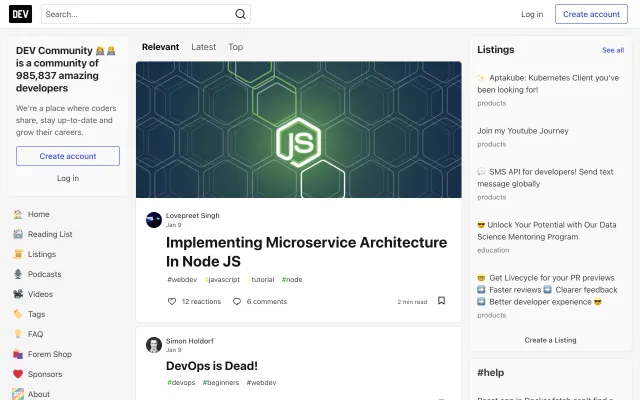 DEV
Search...
Log in
Create account
DEV Community
is a community of
985,837 amazing
developers
We're a place where coders
share, stay up-to-date and
grow their careers.
Create account
Log in
Home
Reading List
Listings
Podcasts
Videos
Tags
FAQ
Forem Shop
Sponsors
About
Relevant
Latest
Top
JS
Lovepreet Singh
Jan 9
Implementing Microservice Architecture
In Node JS
#webdev #javascript tutorial #node
12 reactions
6 comments
2 min read
Simon Holdorf
Jan 9
DevOps is Dead!
#devops #beginners #webdev
Listings
See all
Aptakube: Kubernetes Client you've
been looking for!
products
Join my Youtube Journey
products
SMS API for developers! Send text
message globally
products
Unlock Your Potential with Our Data
Science Mentoring Program
education
Get Livecycle for your PR previews
Faster reviews Clearer feedback
Better developer experience
products
Create a Listing
#help